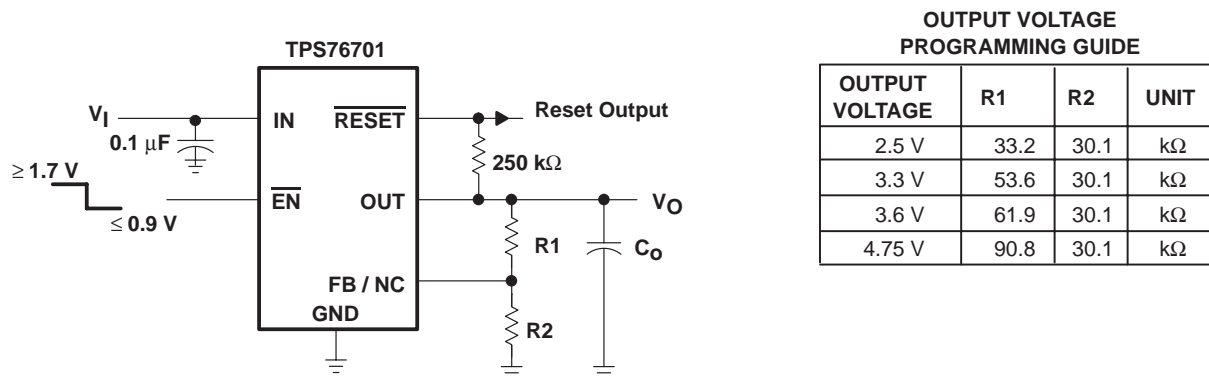 TPS76701
VI
0.1 μF
IN
RESET
Reset Output
250 kΩ
≥ 1.7 V
≤ 0.9 V
EN
OUT
VO
R1
Co
FB / NC
GND
R2
OUTPUT VOLTAGE
PROGRAMMING GUIDE
OUTPUT
VOLTAGE
R1
R2
UNIT
2.5 V 33.2 30.1 kΩ
3.3 V 53.6 30.1 kΩ
3.6 V 61.9 30.1 kΩ
4.75 V 90.8 30.1 kΩ